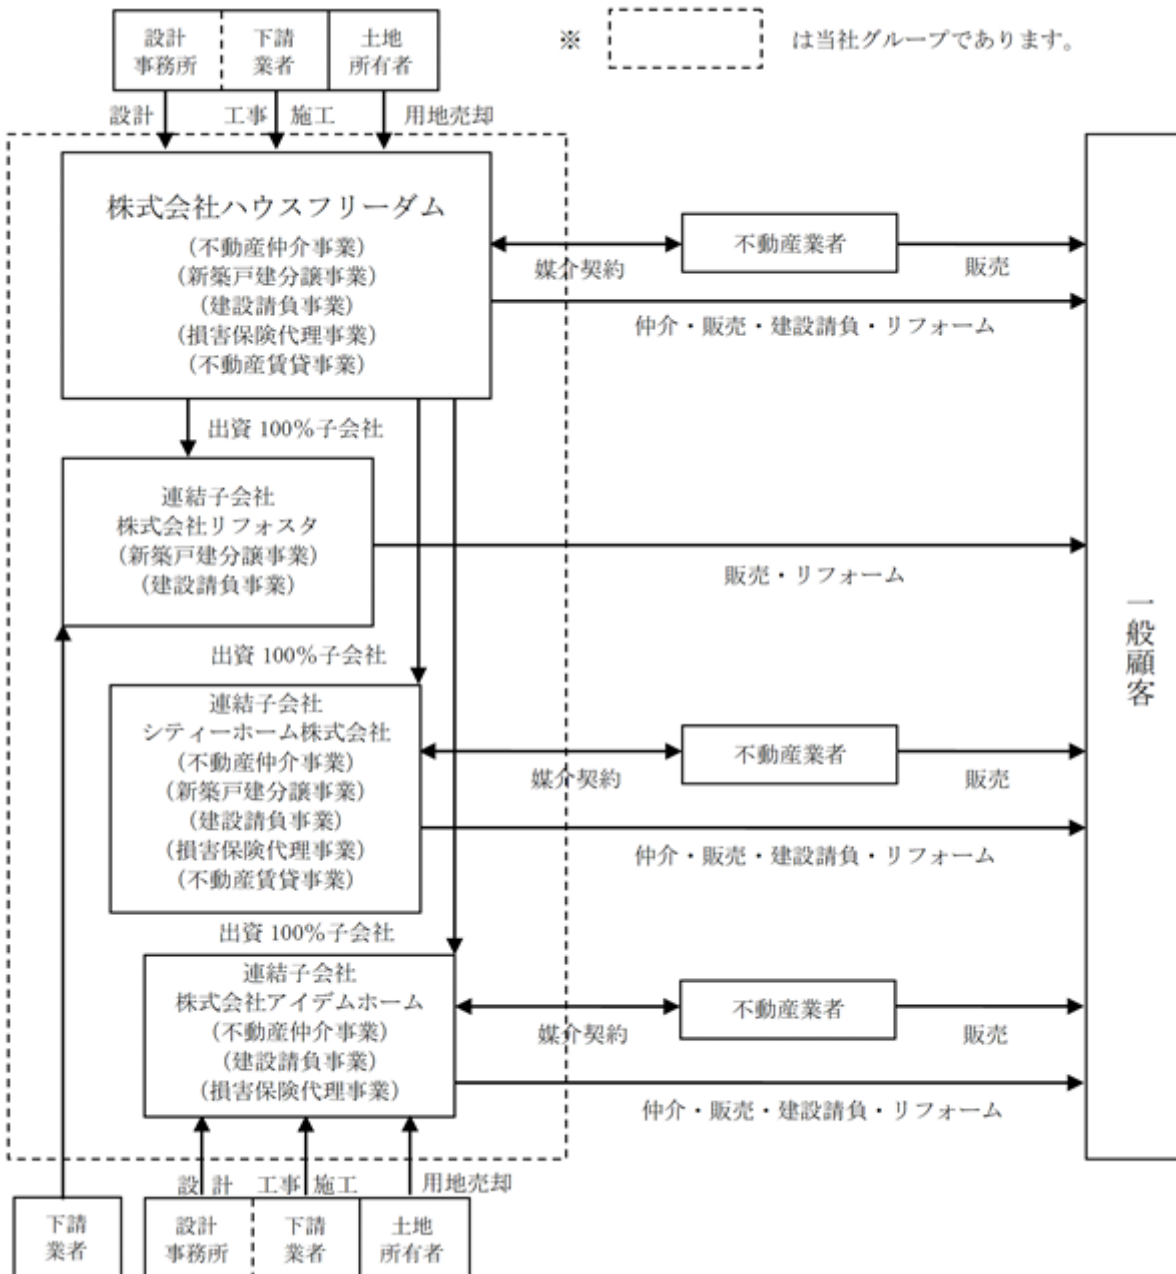 設計
事務所
下請
業者
土地
所有者
※
は当社グループであります。
設計
工事 施工
用地売却
株式会社ハウスフリーダム
(不動産仲介事業)
(新築戸建分譲事業)
(建設請負事業)
(損害保険代理事業)
(不動産賃貸事業)
媒介契約
不動産業者
販売
仲介・販売・建設請負・リフォーム
出資 100%子会社
連結子会社
株式会社リフォスタ
(新築戸建分譲事業)
(建設請負事業)
販売・リフォーム
一般顧客
出資 100%子会社
連結子会社
シティーホーム株式会社
(不動産仲介事業)
(新築戸建分譲事業)
(建設請負事業)
(損害保険代理事業)
(不動産賃貸事業)
媒介契約
不動産業者
販売
仲介・販売・建設請負・リフォーム
出資 100%子会社
連結子会社
株式会社アイデムホーム
(不動産仲介事業)
(建設請負事業)
(損害保険代理事業)
媒介契約
不動産業者
販売
仲介・販売・建設請負・リフォーム
設計
工事 施工
用地売却
下請
業者
設計
事務所
下請
業者
土地
所有者